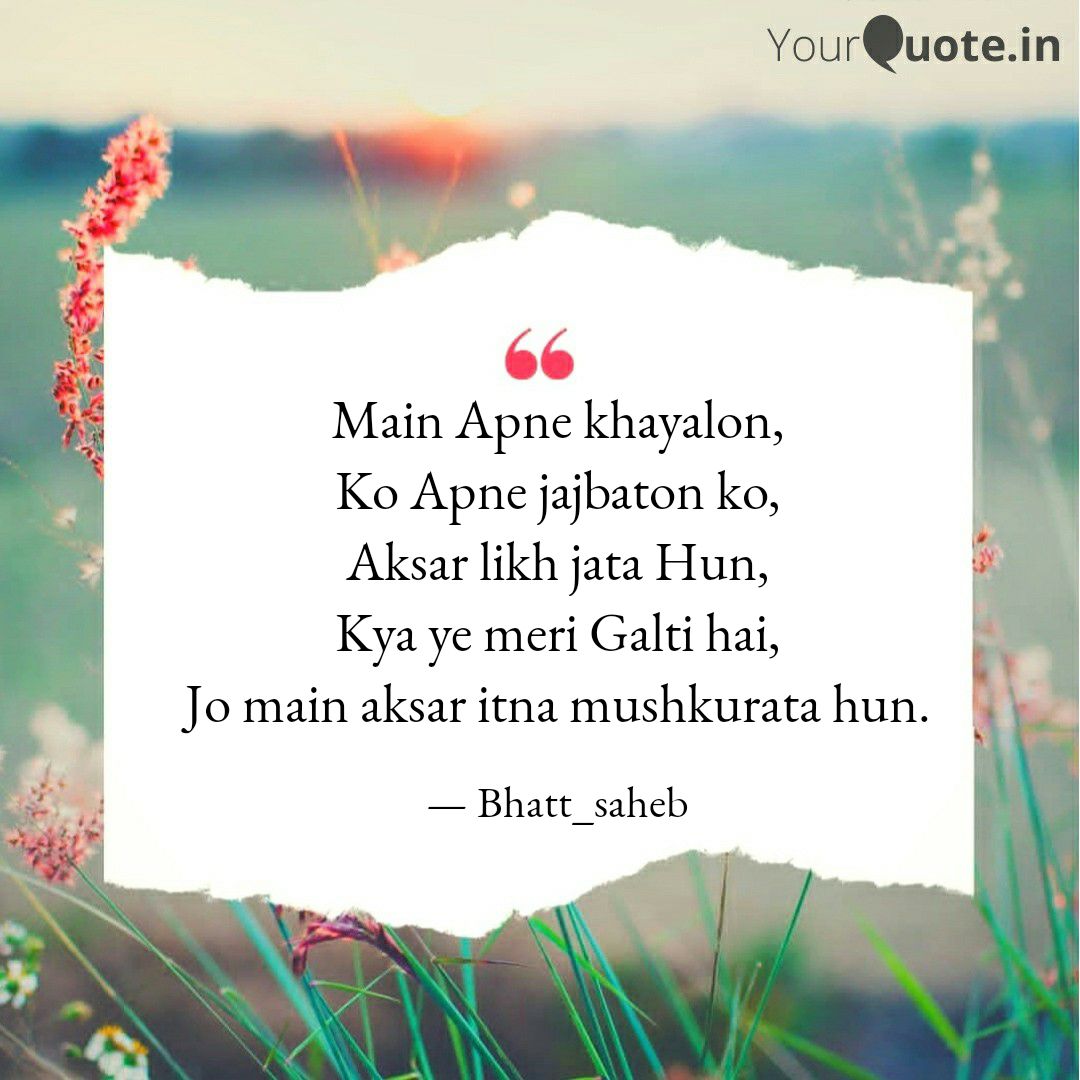 YourQuote.in
❝
Main Apne khayalon,
Ko Apne jajbaton ko,
Aksar likh jata Hun,
Kya ye meri Galti hai,
Jo main aksar itna mushkurata hun.
— Bhatt_saheb